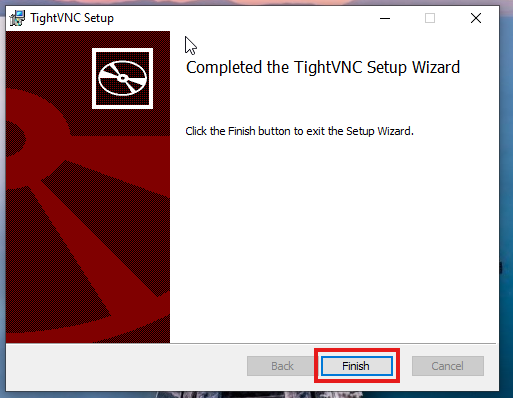 TightVNC Setup
Completed the TightVNC Setup Wizard
Click the Finish button to exit the Setup Wizard.
Back
Finish
Cancel